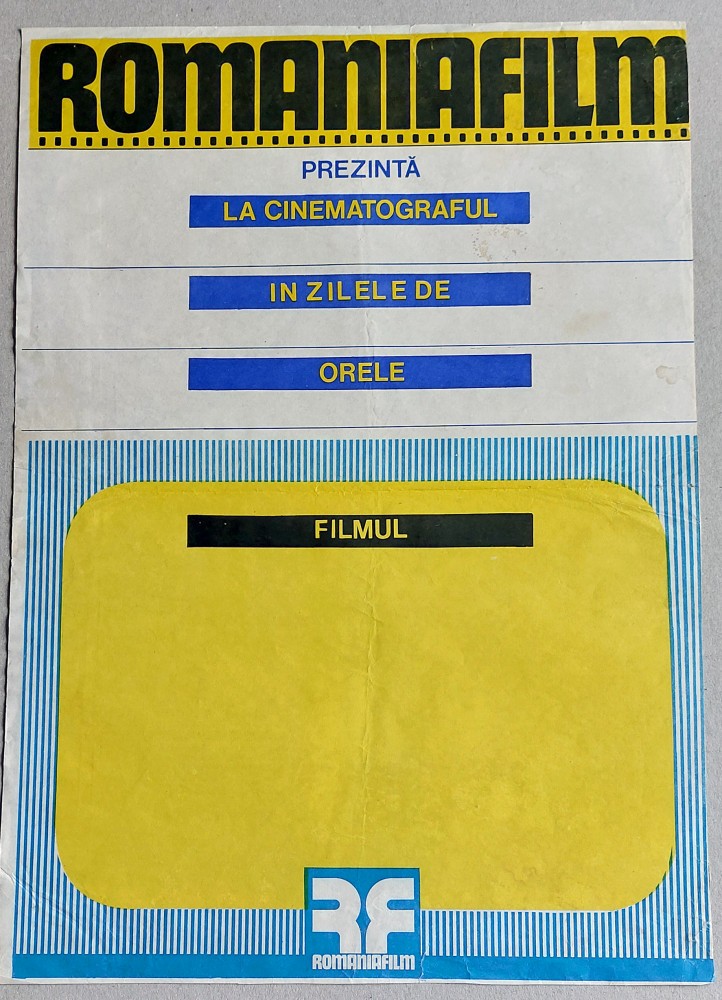 ROMANIAFILM
PREZINTĂ
LA CINEMATOGRAFUL
IN ZILELE DE
ORELE
FILMUL
RF
ROMANIAFILM